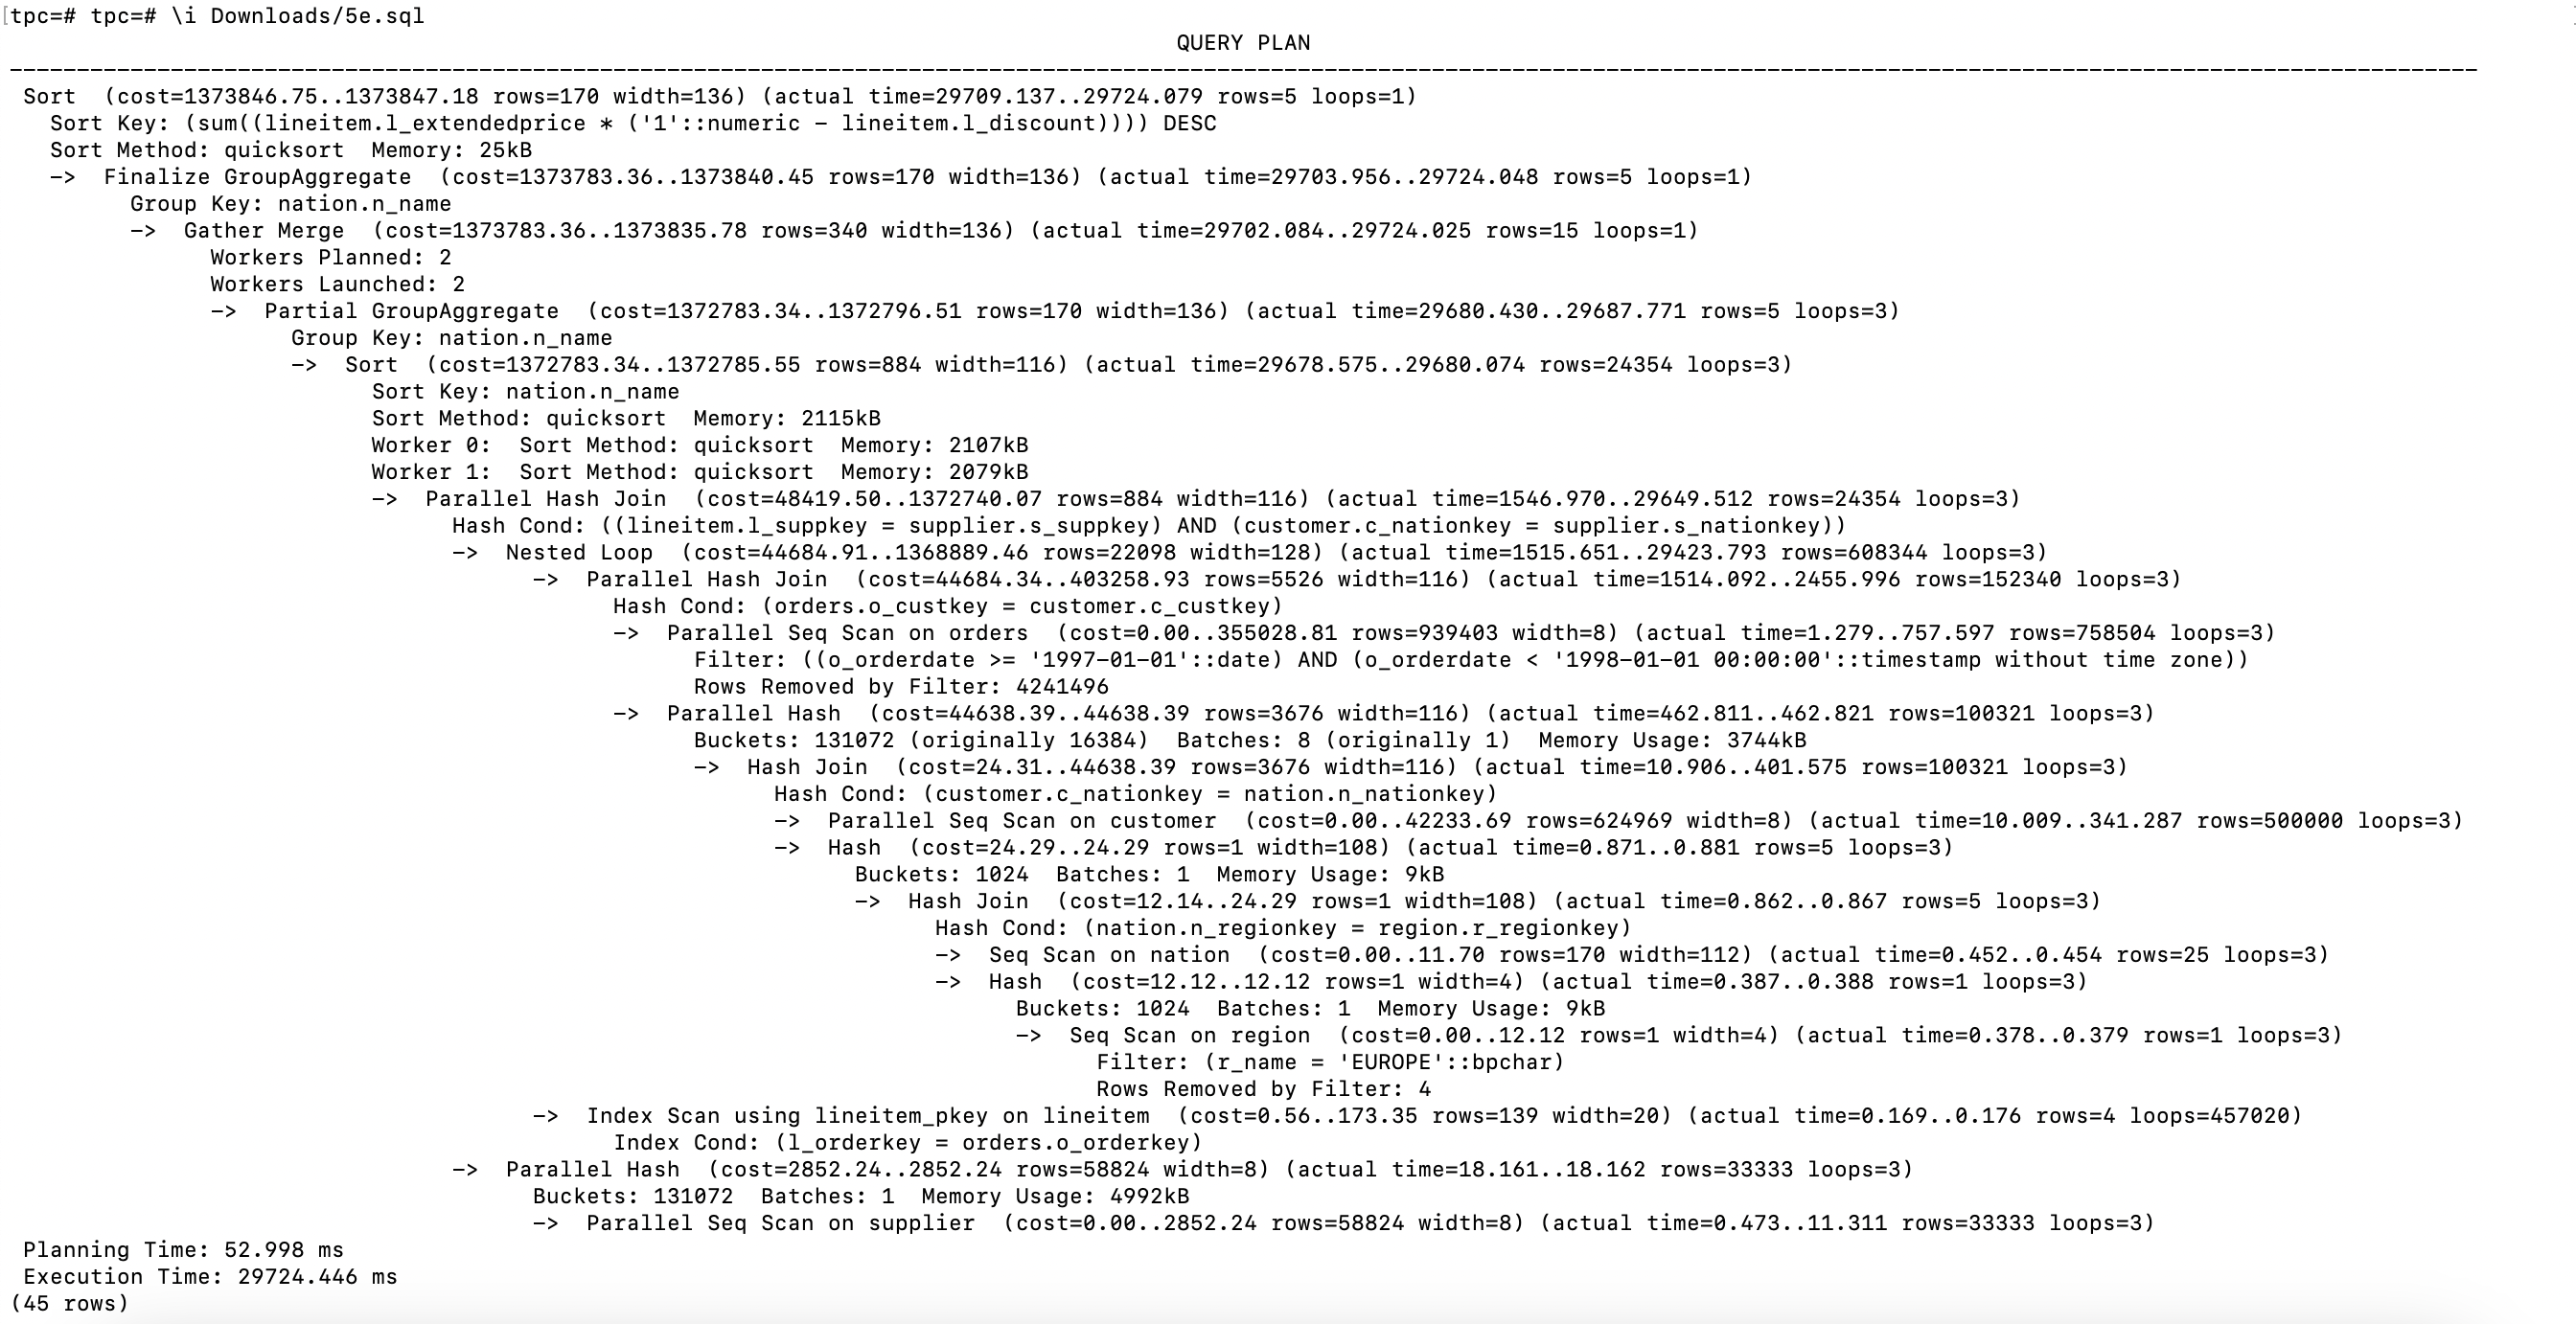 [tpc=# tpc=# \i Downloads/5e.sql
QUERY PLAN
----------------------------------------------------------------------------------------------------------------------------------------------------------------------------------------
Sort  (cost=1373846.75..1373847.18 rows=170 width=136) (actual time=29709.137..29724.079 rows=5 loops=1)
Sort Key: (sum((lineitem.l_extendedprice * ('1'::numeric - lineitem.l_discount)))) DESC
Sort Method: quicksort  Memory: 25kB
->  Finalize GroupAggregate  (cost=1373783.36..1373840.45 rows=170 width=136) (actual time=29703.956..29724.048 rows=5 loops=1)
Group Key: nation.n_name
->  Gather Merge  (cost=1373783.36..1373835.78 rows=340 width=136) (actual time=29702.084..29724.025 rows=15 loops=1)
Workers Planned: 2
Workers Launched: 2
->  Partial GroupAggregate  (cost=1372783.34..1372796.51 rows=170 width=136) (actual time=29680.430..29687.771 rows=5 loops=3)
Group Key: nation.n_name
->  Sort  (cost=1372783.34..1372785.55 rows=884 width=116) (actual time=29678.575..29680.074 rows=24354 loops=3)
Sort Key: nation.n_name
Sort Method: quicksort  Memory: 2115kB
Worker 0:  Sort Method: quicksort  Memory: 2107kB
Worker 1:  Sort Method: quicksort  Memory: 2079kB
->  Parallel Hash Join  (cost=48419.50..1372740.07 rows=884 width=116) (actual time=1546.970..29649.512 rows=24354 loops=3)
Hash Cond: ((lineitem.l_suppkey = supplier.s_suppkey) AND (customer.c_nationkey = supplier.s_nationkey))
->  Nested Loop  (cost=44684.91..1368889.46 rows=22098 width=128) (actual time=1515.651..29423.793 rows=608344 loops=3)
->  Parallel Hash Join  (cost=44684.34..403258.93 rows=5526 width=116) (actual time=1514.092..2455.996 rows=152340 loops=3)
Hash Cond: (orders.o_custkey = customer.c_custkey)
->  Parallel Seq Scan on orders  (cost=0.00..355028.81 rows=939403 width=8) (actual time=1.279..757.597 rows=758504 loops=3)
Filter: ((o_orderdate >= '1997-01-01'::date) AND (o_orderdate < '1998-01-01 00:00:00'::timestamp without time zone))
Rows Removed by Filter: 4241496
->  Parallel Hash  (cost=44638.39..44638.39 rows=3676 width=116) (actual time=462.811..462.821 rows=100321 loops=3)
Buckets: 131072 (originally 16384)  Batches: 8 (originally 1)  Memory Usage: 3744kB
->  Hash Join  (cost=24.31..44638.39 rows=3676 width=116) (actual time=10.906..401.575 rows=100321 loops=3)
Hash Cond: (customer.c_nationkey = nation.n_nationkey)
->  Parallel Seq Scan on customer  (cost=0.00..42233.69 rows=624969 width=8) (actual time=10.009..341.287 rows=500000 loops=3)
->  Hash  (cost=24.29..24.29 rows=1 width=108) (actual time=0.871..0.881 rows=5 loops=3)
Buckets: 1024  Batches: 1  Memory Usage: 9kB
->  Hash Join  (cost=12.14..24.29 rows=1 width=108) (actual time=0.862..0.867 rows=5 loops=3)
Hash Cond: (nation.n_regionkey = region.r_regionkey)
->  Seq Scan on nation  (cost=0.00..11.70 rows=170 width=112) (actual time=0.452..0.454 rows=25 loops=3)
->  Hash  (cost=12.12..12.12 rows=1 width=4) (actual time=0.387..0.388 rows=1 loops=3)
Buckets: 1024  Batches: 1  Memory Usage: 9kB
->  Seq Scan on region  (cost=0.00..12.12 rows=1 width=4) (actual time=0.378..0.379 rows=1 loops=3)
Filter: (r_name = 'EUROPE'::bpchar)
Rows Removed by Filter: 4
->  Index Scan using lineitem_pkey on lineitem  (cost=0.56..173.35 rows=139 width=20) (actual time=0.169..0.176 rows=4 loops=457020)
Index Cond: (l_orderkey = orders.o_orderkey)
->  Parallel Hash  (cost=2852.24..2852.24 rows=58824 width=8) (actual time=18.161..18.162 rows=33333 loops=3)
Buckets: 131072  Batches: 1  Memory Usage: 4992kB
->  Parallel Seq Scan on supplier  (cost=0.00..2852.24 rows=58824 width=8) (actual time=0.473..11.311 rows=33333 loops=3)
Planning Time: 52.998 ms
Execution Time: 29724.446 ms
(45 rows)